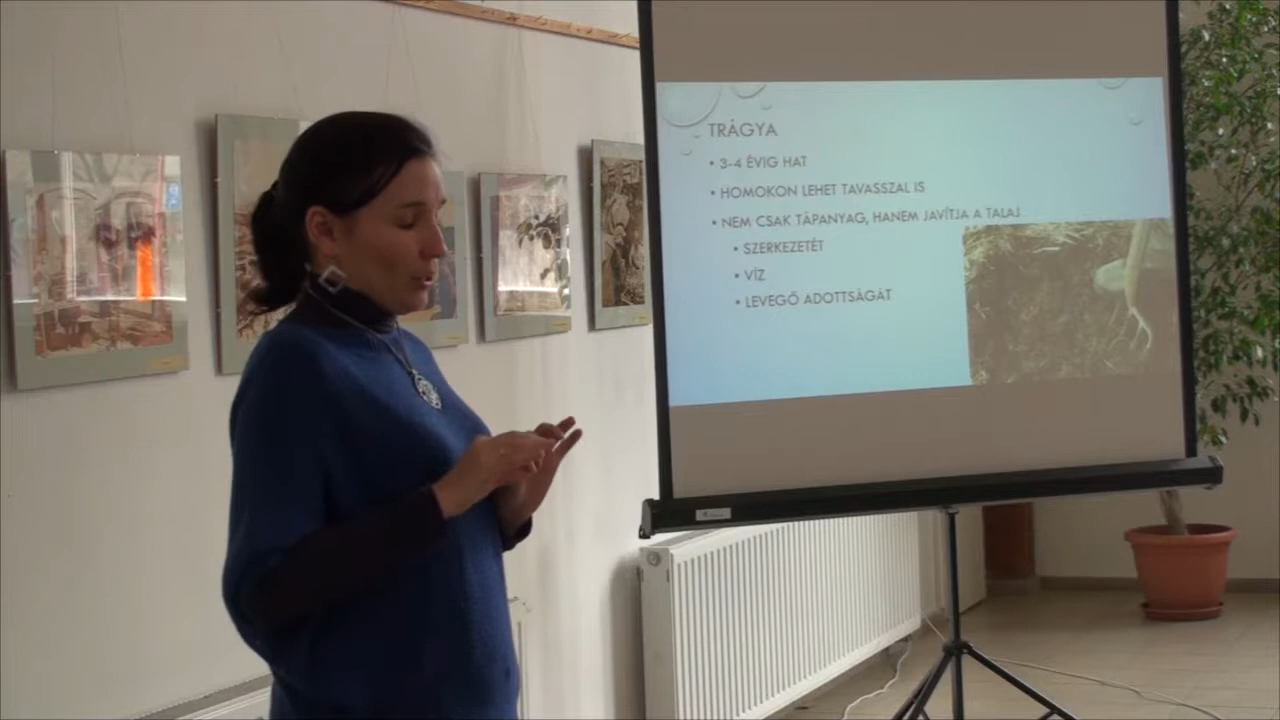 TRÁGYA
• 3-4 ÉVIG HAT
• HOMOKON LEHET TAVASSZAL IS
• NEM CSAK TÁPANYAG, HANEM JAVÍTJA A TALAJ
• SZERKEZETÉT
• VÍZ
• LEVEGŐ ADOTTSÁGÁT